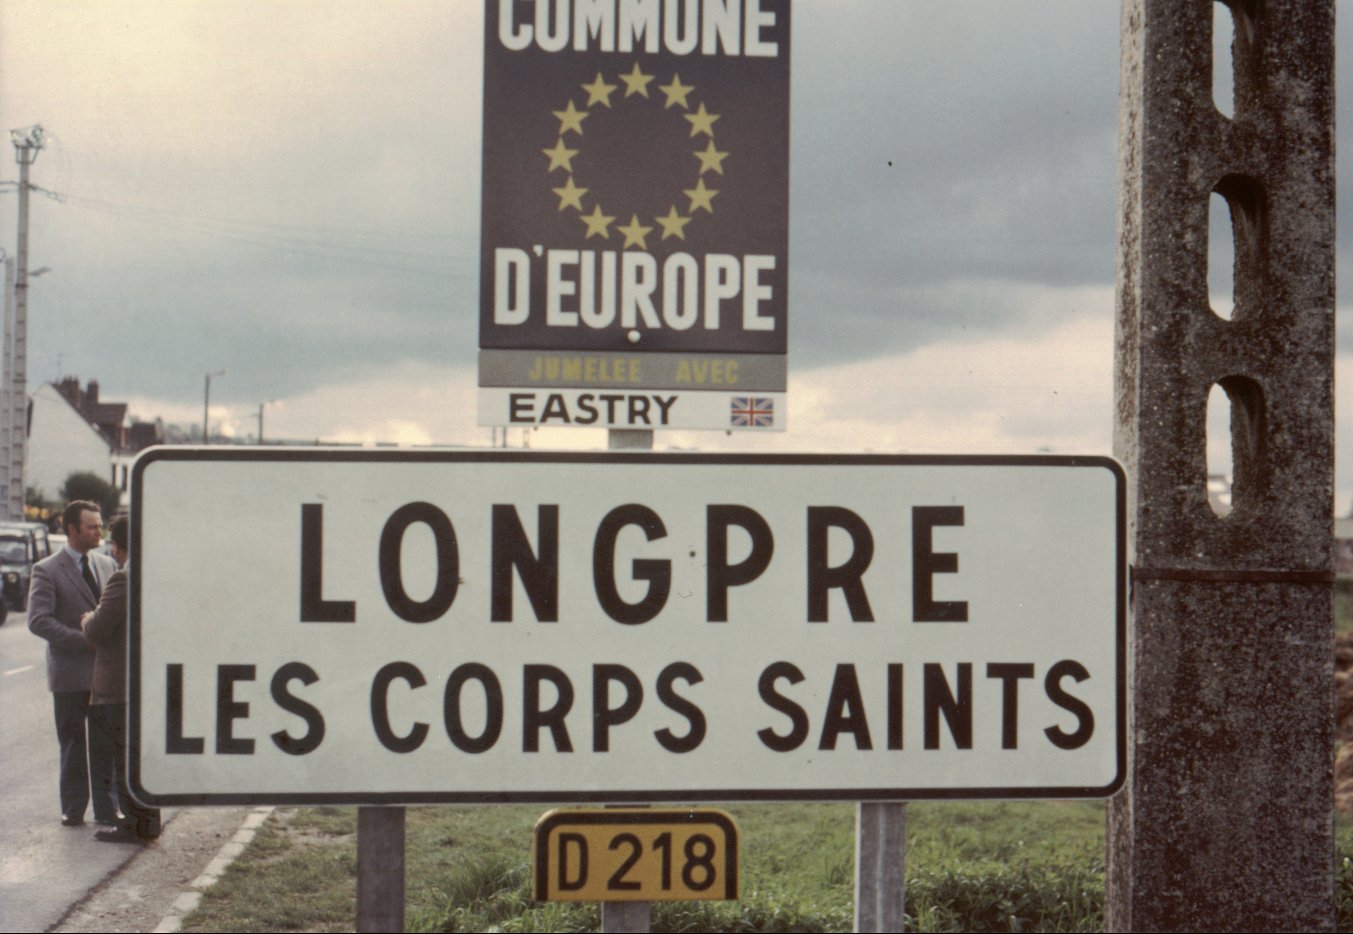 COMMUNE
D'EUROPE
JUMELEE AVEC
EASTRY
LONGPRE
LES CORPS SAINTS
D 218